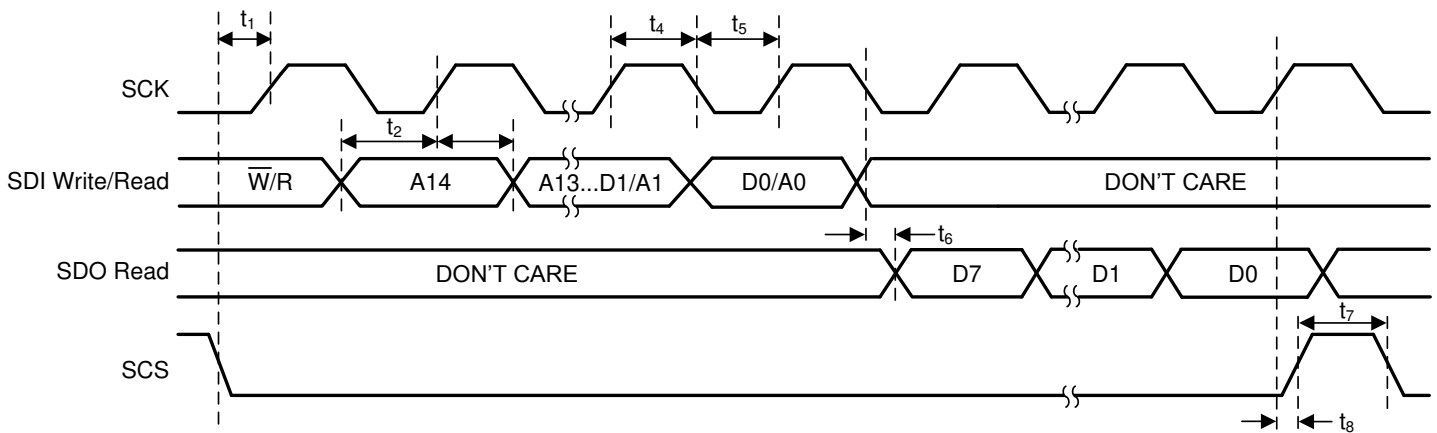 t1 t4 t5
SCK
t2
SDI Write/Read W/R A14 A13...D1/A1 D0/A0 DON'T CARE
t6
SDO Read DON'T CARE D7 D1 D0
t7
SCS
t8